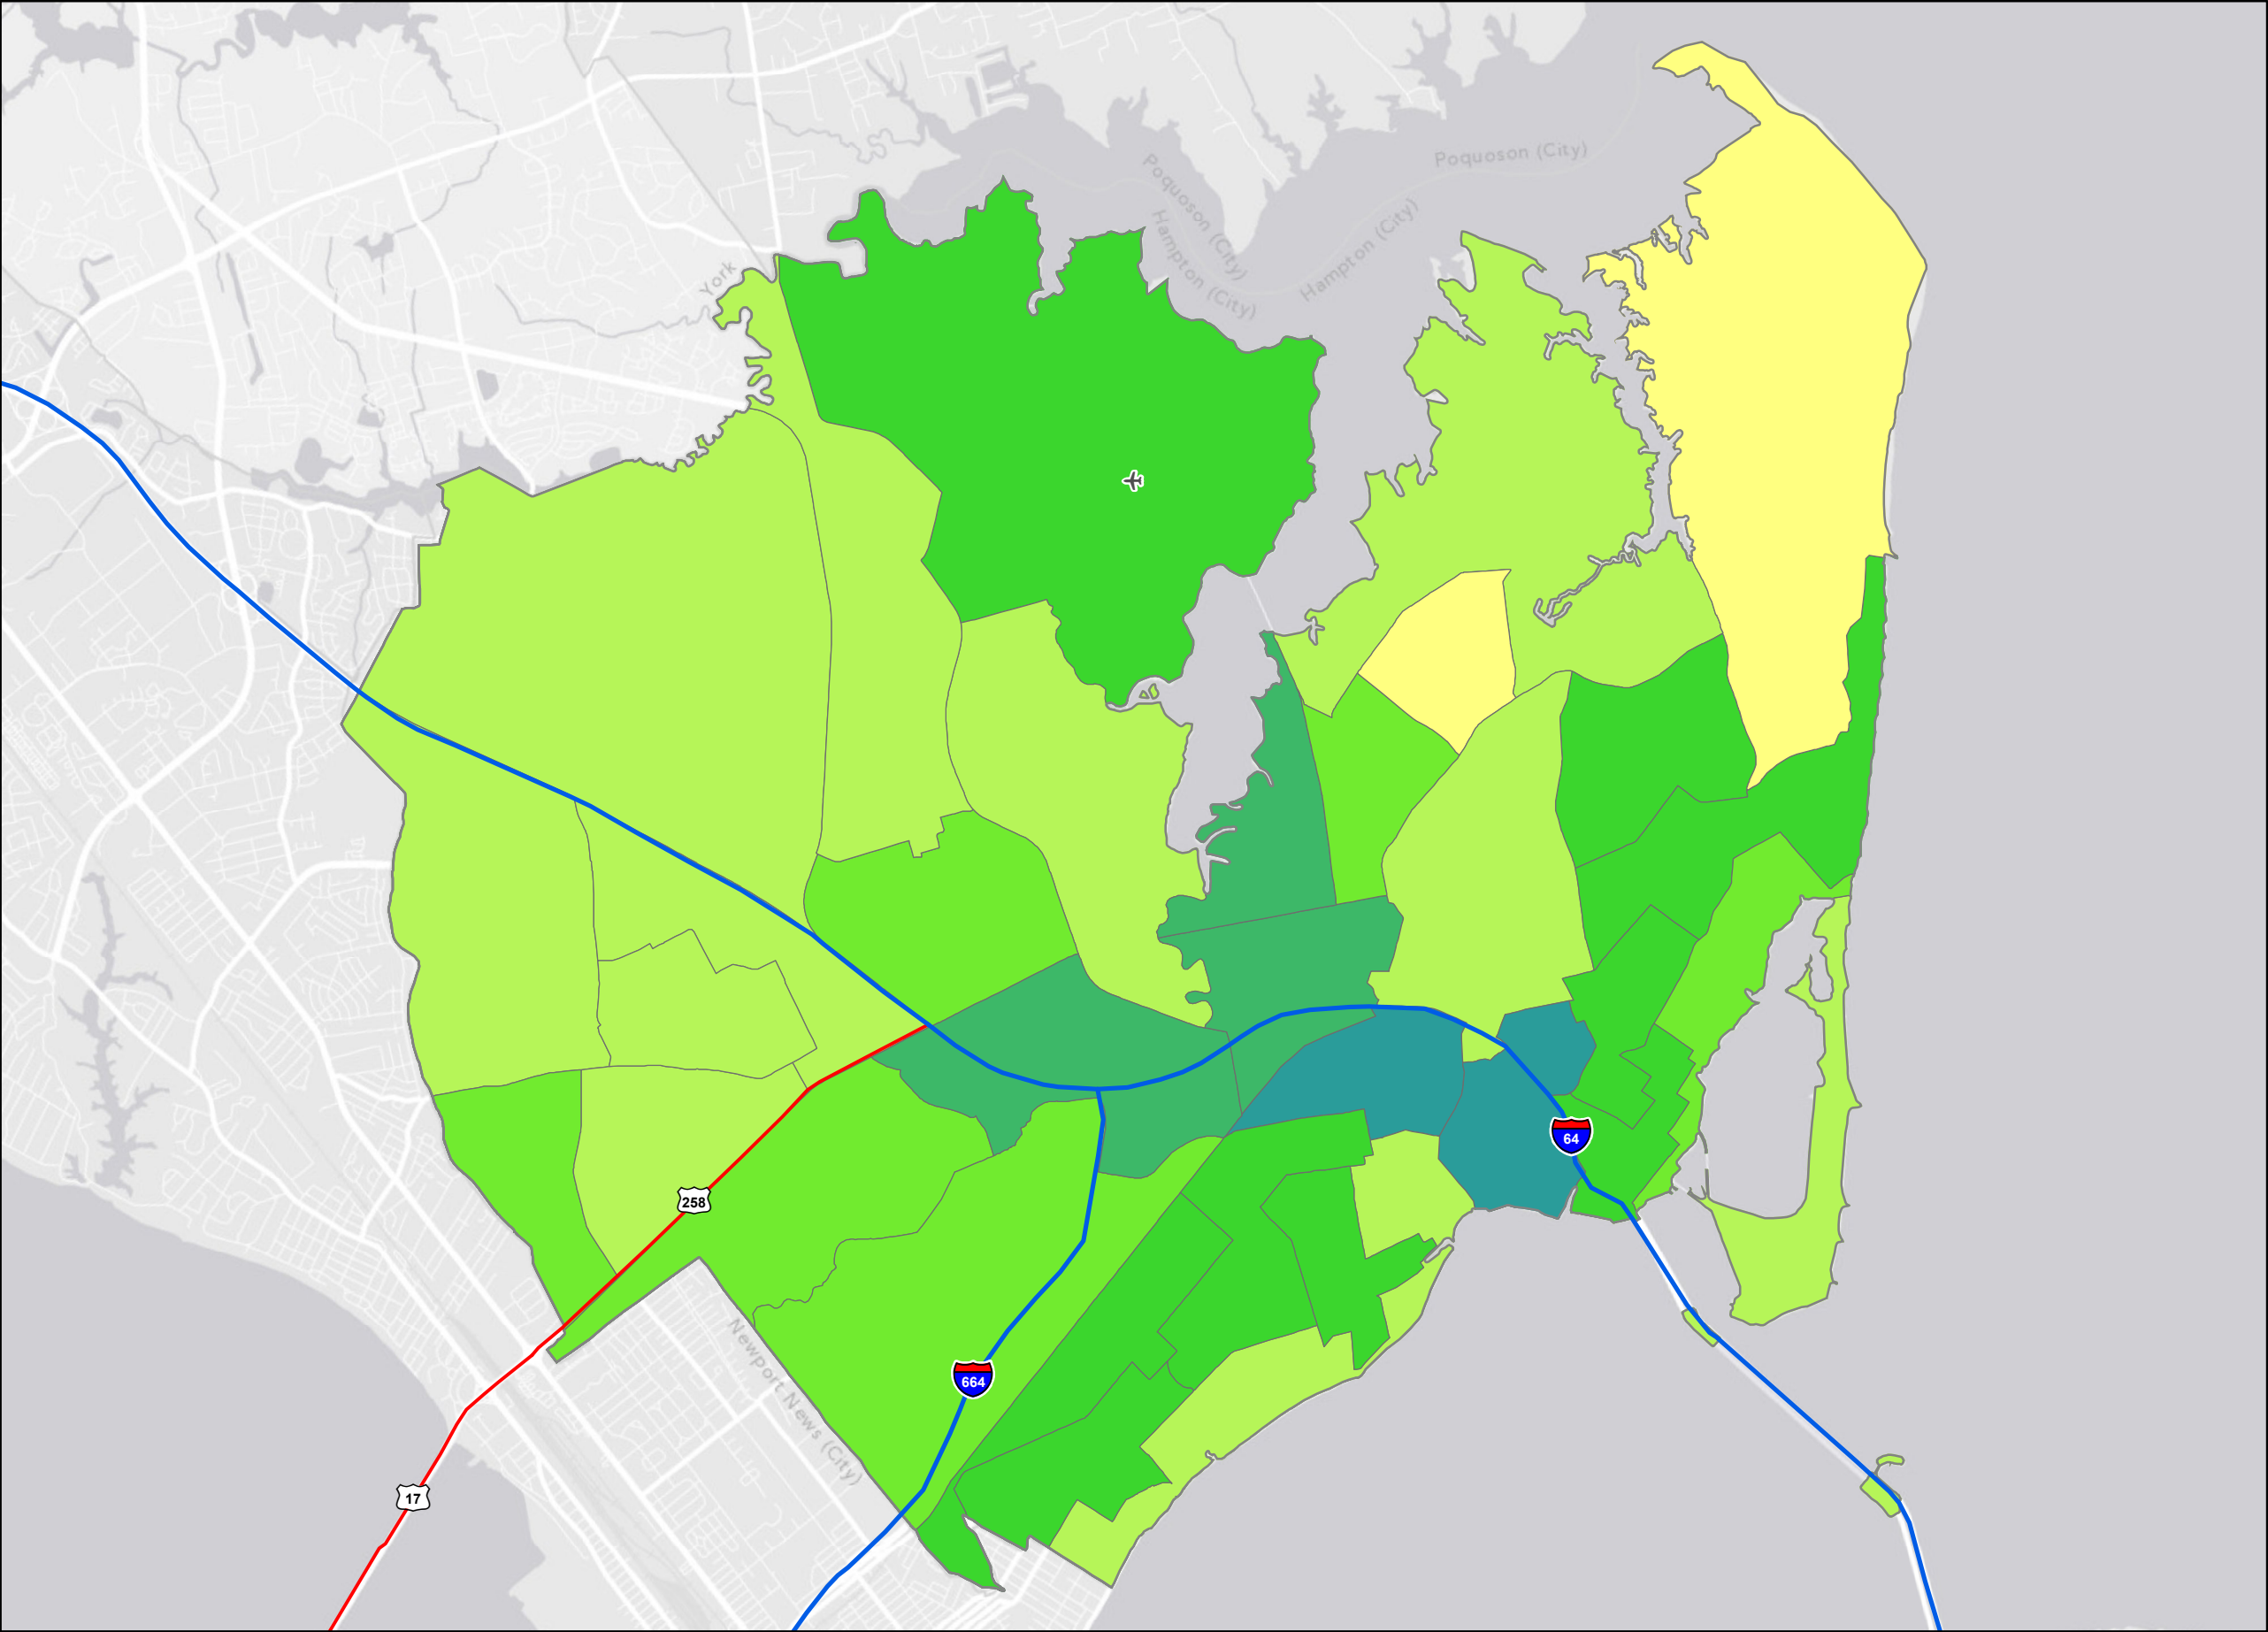 Poquoson (City)
Poquoson (City)
Hampton (City)
Hampton (City)
York
64
258
Newport News (City)
664
17